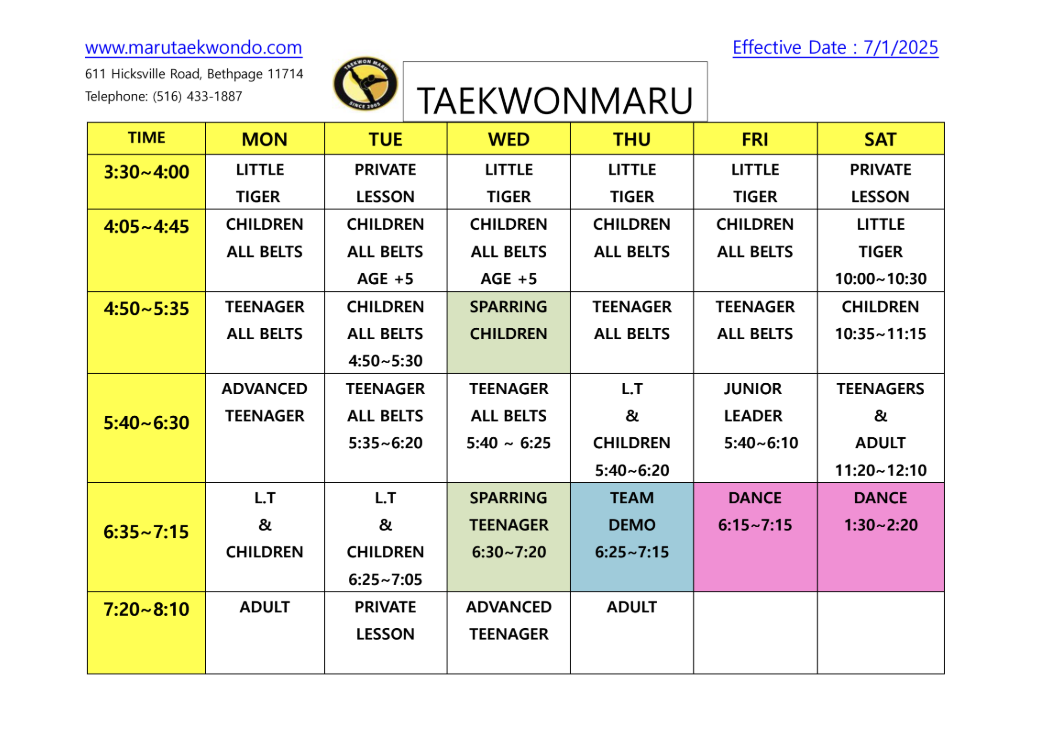 www.marutaekwondo.com
Effective Date : 7/1/2025
611 Hicksville Road, Bethpage 11714
Telephone: (516) 433-1887
TAEKWON MARU
SINCE 2005
TAEKWONMARU
TIME MON TUE WED THU FRI SAT
3:30~4:00
LITTLE
TIGER
PRIVATE
LESSON
LITTLE
TIGER
LITTLE
TIGER
LITTLE
TIGER
PRIVATE
LESSON
4:05~4:45
CHILDREN
ALL BELTS
CHILDREN
ALL BELTS
AGE +5
CHILDREN
ALL BELTS
AGE +5
CHILDREN
ALL BELTS
CHILDREN
ALL BELTS
LITTLE
TIGER
10:00~10:30
4:50~5:35
TEENAGER
ALL BELTS
CHILDREN
ALL BELTS
4:50~5:30
SPARRING
CHILDREN
TEENAGER
ALL BELTS
TEENAGER
ALL BELTS
CHILDREN
10:35~11:15
5:40~6:30
ADVANCED
TEENAGER
TEENAGER
ALL BELTS
5:35~6:20
TEENAGER
ALL BELTS
5:40 ~ 6:25
L.T
&
CHILDREN
5:40~6:20
JUNIOR
LEADER
5:40~6:10
TEENAGERS
&
ADULT
11:20~12:10
6:35~7:15
L.T
&
CHILDREN
L.T
&
CHILDREN
6:25~7:05
SPARRING
TEENAGER
6:30~7:20
TEAM
DEMO
6:25~7:15
DANCE
6:15~7:15
DANCE
1:30~2:20
7:20~8:10
ADULT
PRIVATE
LESSON
ADVANCED
TEENAGER
ADULT